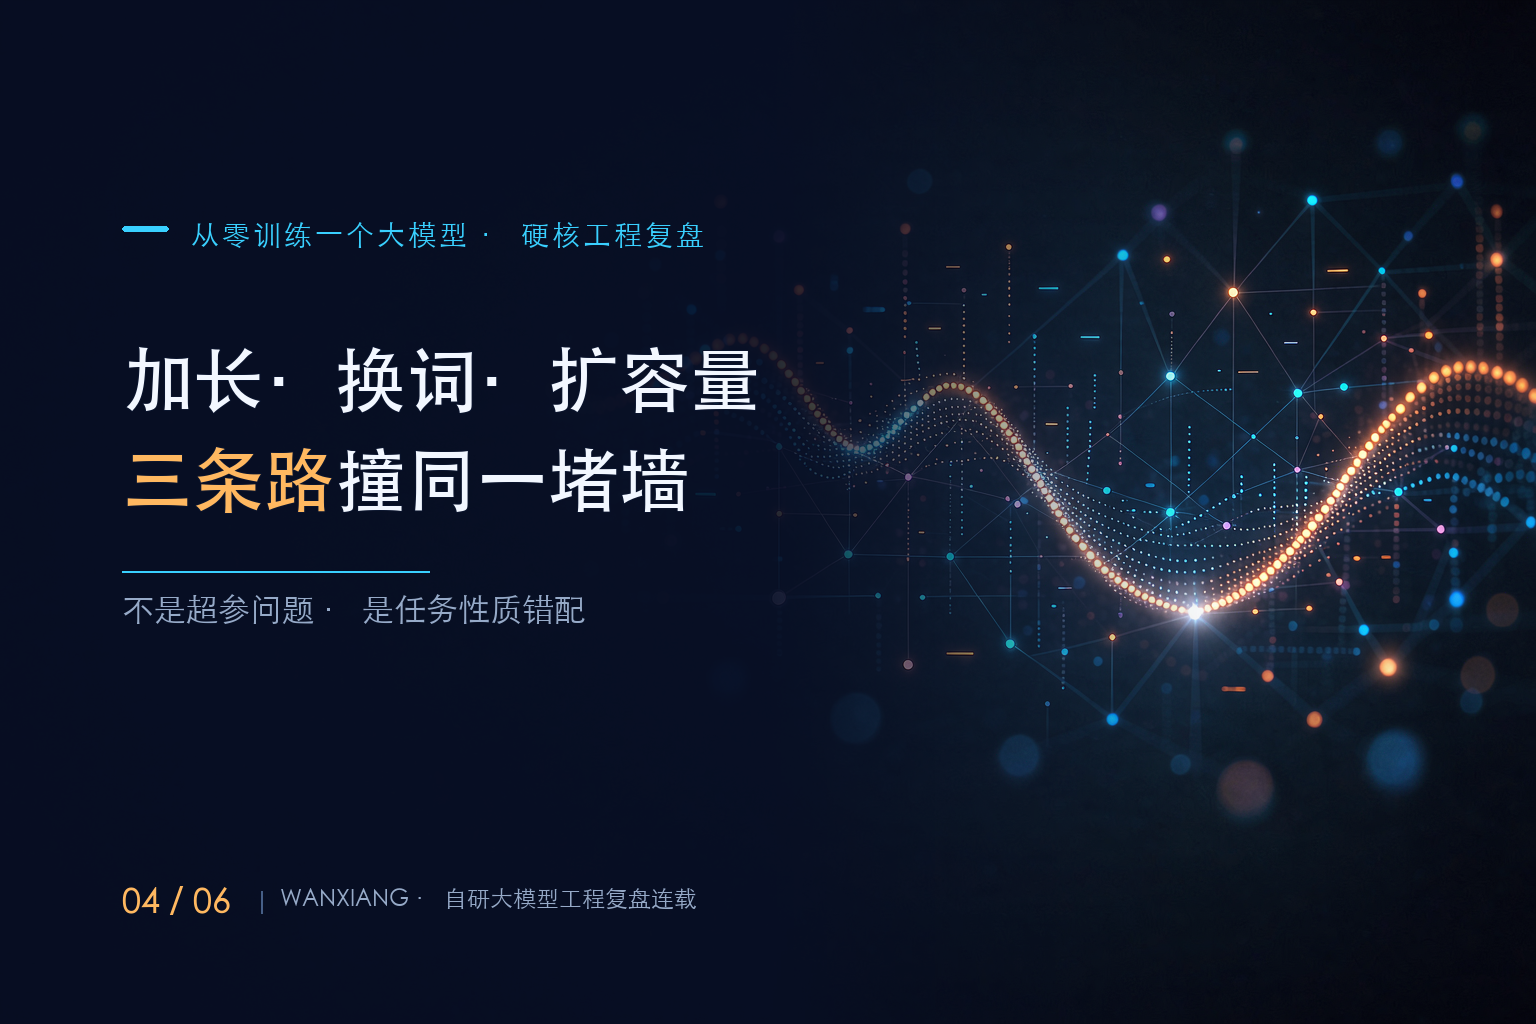 从零训练一个大模型 · 硬核工程复盘
加长· 换词· 扩容量
三条路撞同一堵墙
不是超参问题 · 是任务性质错配
04 / 06 | WANXIANG · 自研大模型工程复盘连载